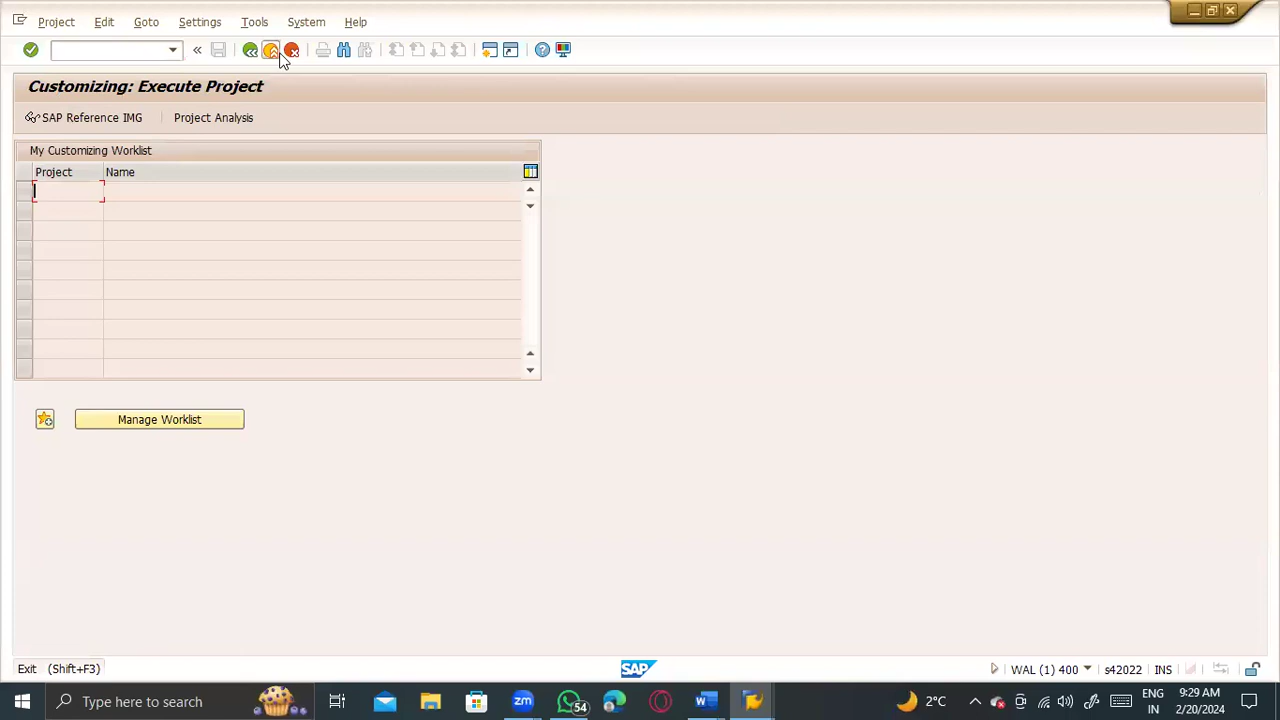 Project Edit Goto Settings Tools System Help
Customizing: Execute Project
SAP Reference IMG Project Analysis
My Customizing Worklist
Project Name
Manage Worklist
Exit (Shift+F3) SAP WAL (1) 400 s42022 INS
Type here to search zm 54 2°C ENG 9:29 AM
IN 2/20/2024